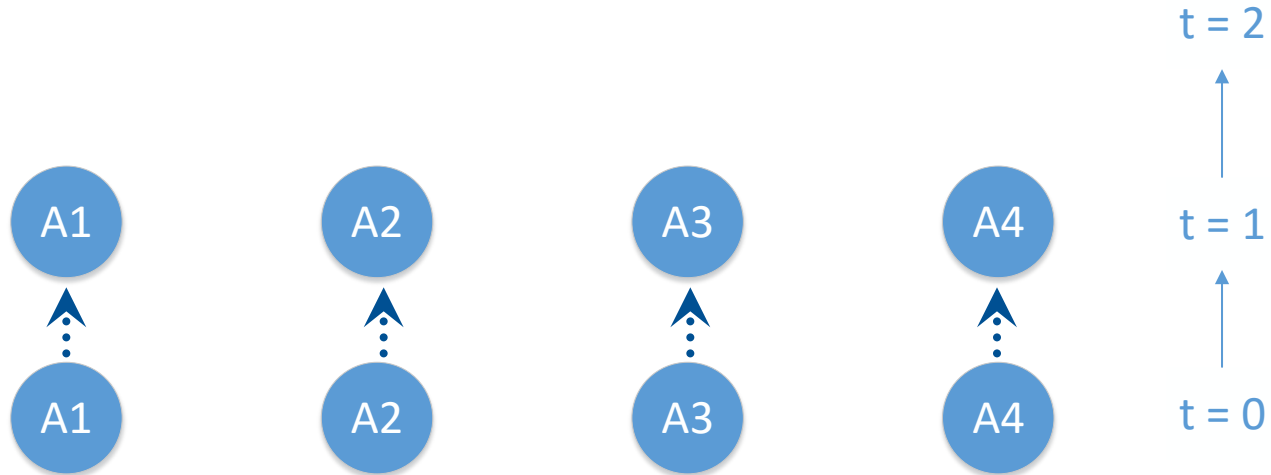 t = 2
A1 A2 A3 A4 t = 1
A1 A2 A3 A4 t = 0